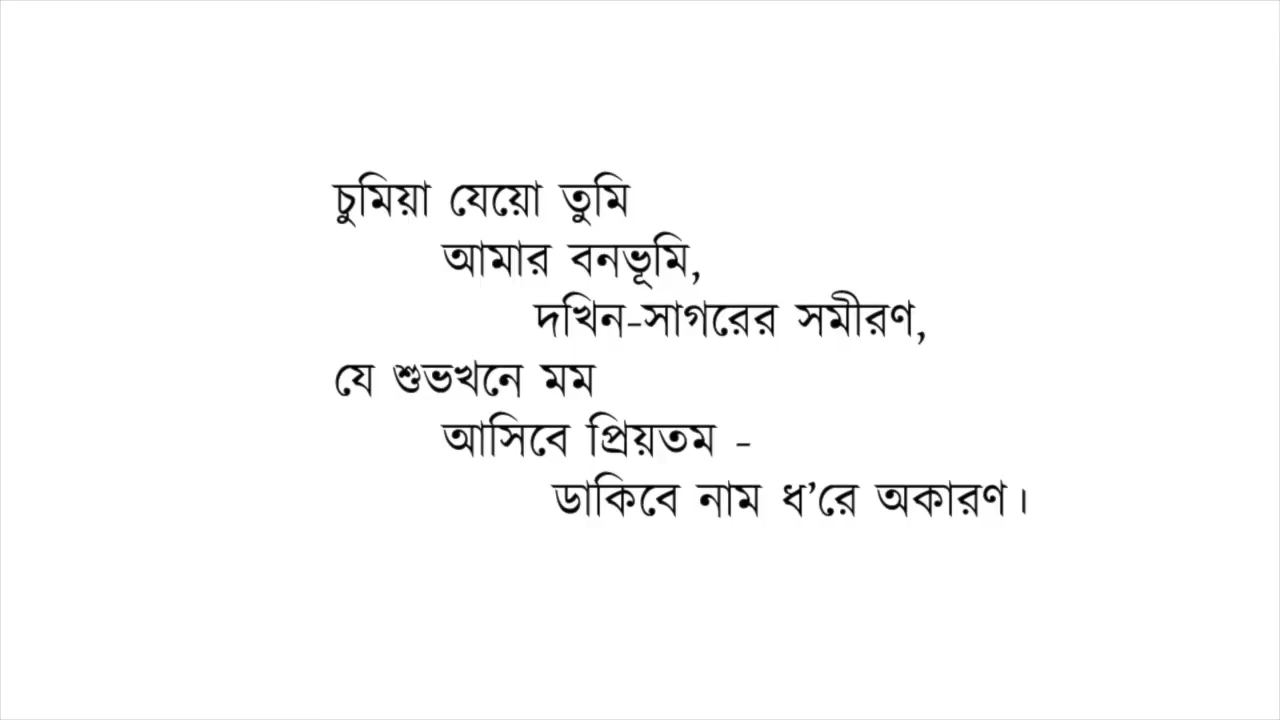 চুমিয়া যেয়ো তুমি
আমার বনভূমি,
দখিন-সাগরের সমীরণ,
যে শুভখনে মম
আসিবে প্রিয়তম -
ডাকিবে নাম ধ’রে অকারণ।